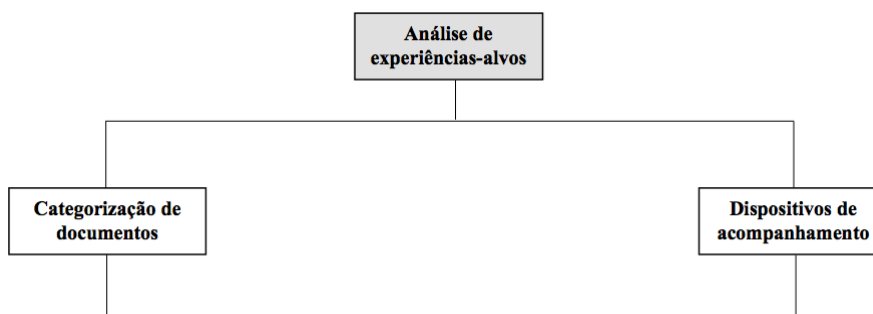 Análise de
experiências-alvos
Categorização de
documentos
Dispositivos de
acompanhamento